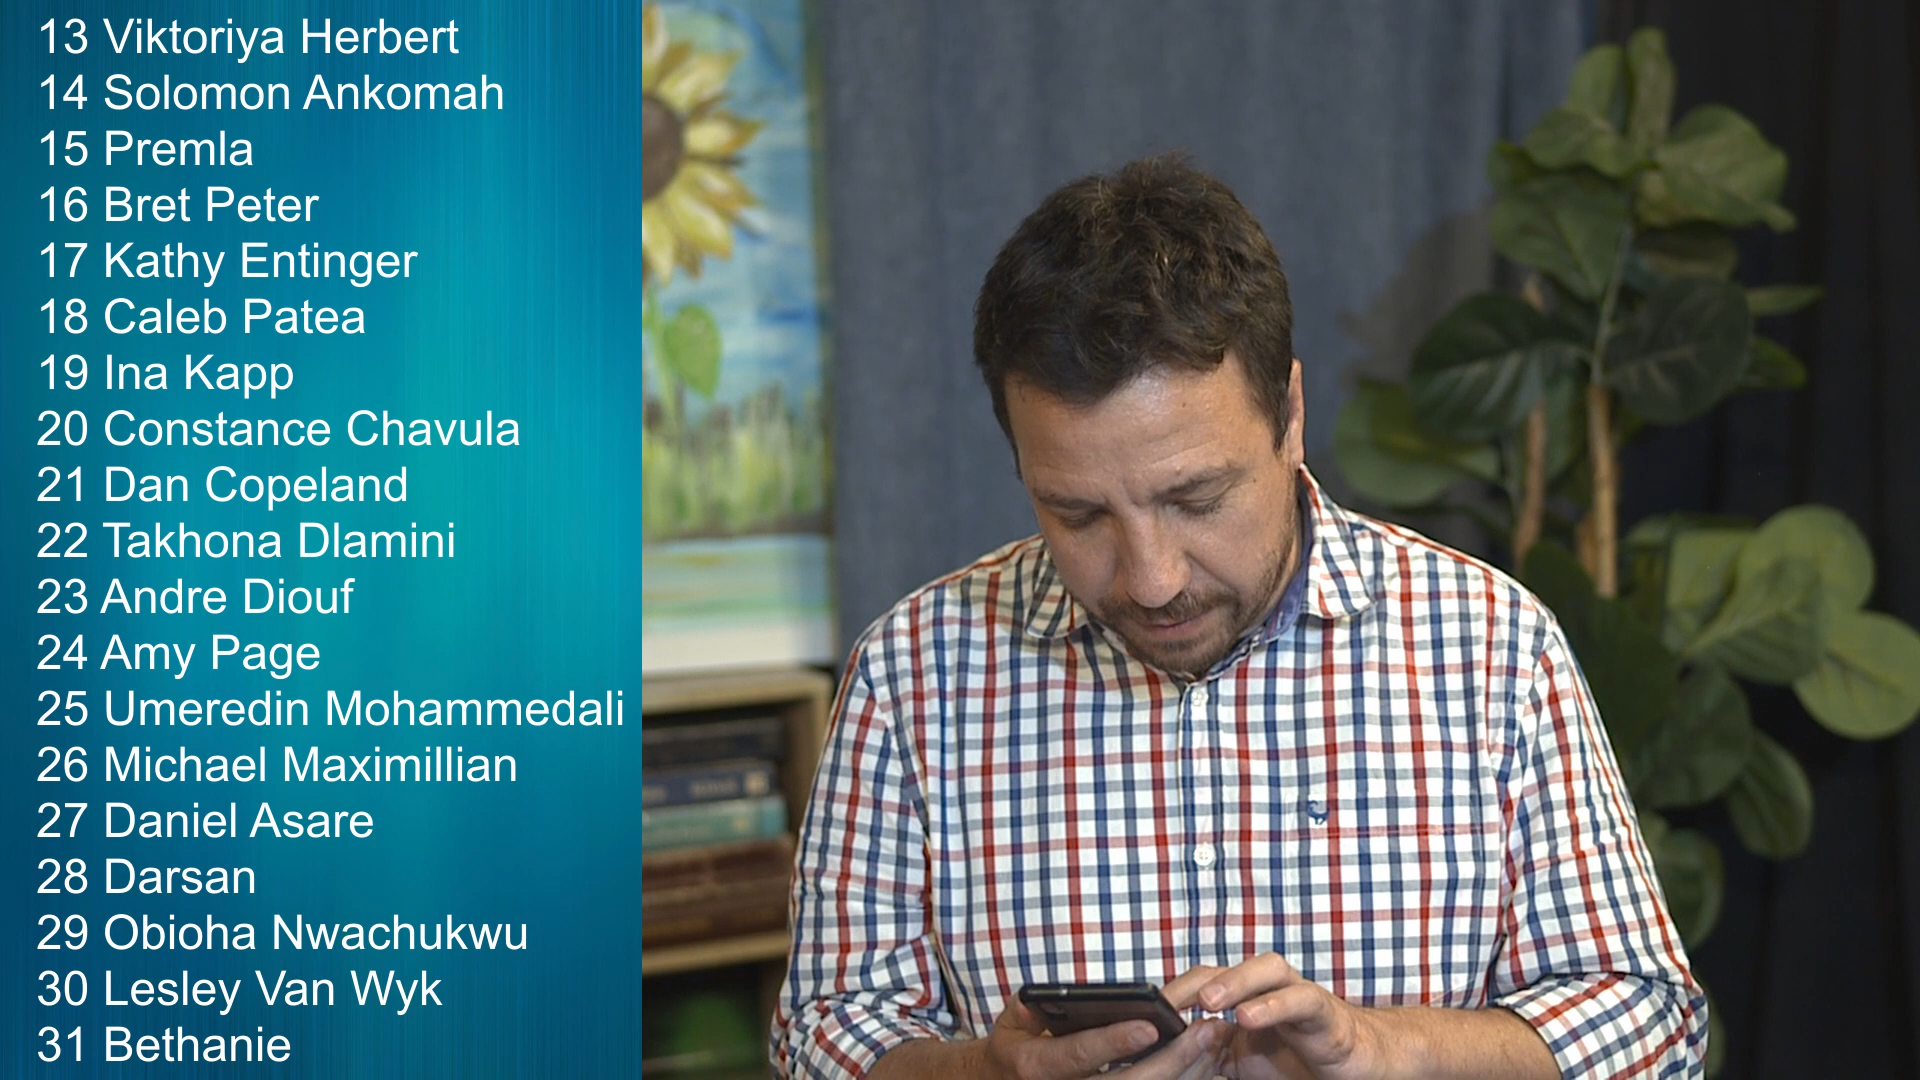 13 Viktoriya Herbert
14 Solomon Ankomah
15 Premla
16 Bret Peter
17 Kathy Entinger
18 Caleb Patea
19 Ina Kapp
20 Constance Chavula
21 Dan Copeland
22 Takhona Dlamini
23 Andre Diouf
24 Amy Page
25 Umeredin Mohammedali
26 Michael Maximillian
27 Daniel Asare
28 Darsan
29 Obioha Nwachukwu
30 Lesley Van Wyk
31 Bethanie